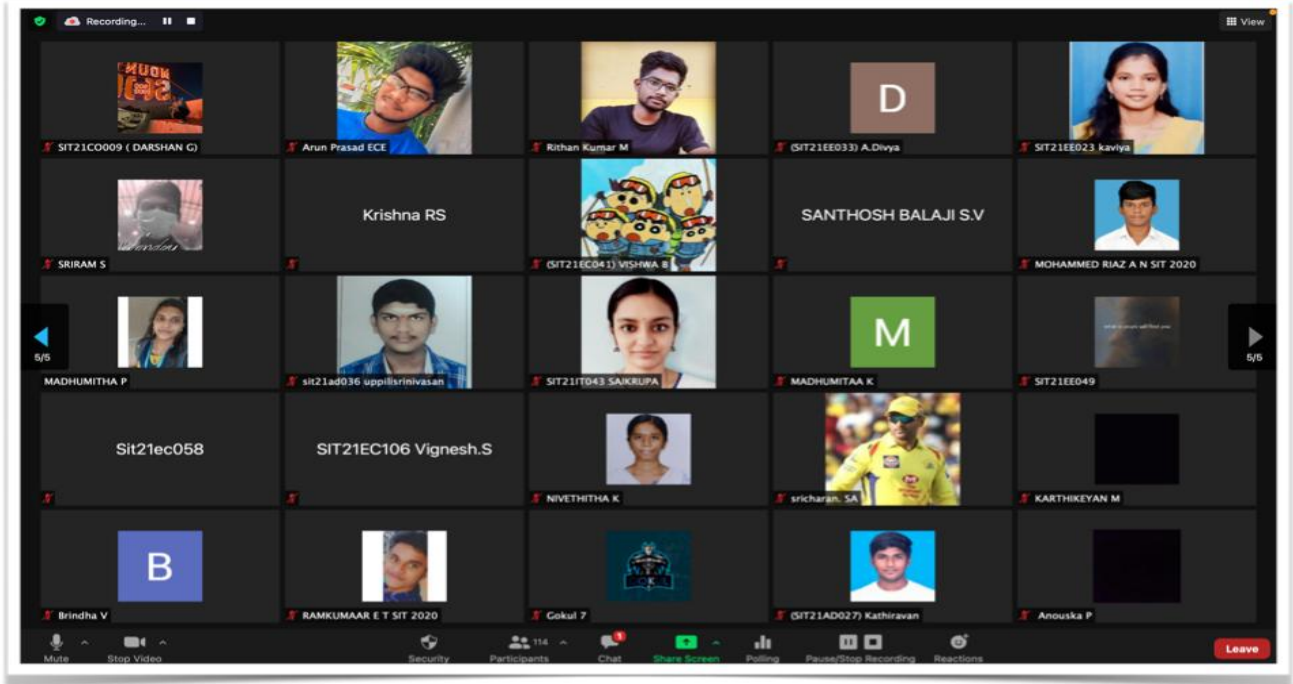 Recording...
View
SIT21CO009 ( DARSHAN G)
Arun Prasad ECE
Rithan Kumar M
D
(SIT21EE033) A.Divya
SIT21EE023 kaviya
SRIRAM S
Krishna RS
(SIT21EC041) VISHWA B
SANTHOSH BALAJI S.V
MOHAMMED RIAZ A N SIT 2020
5/5
MADHUMITHA P
sit21ad036 uppilisrinivasan
SIT21IT043 SAIKRUPA
M
MADHUMITAA K
SIT21EE049
5/5
Sit21ec058
SIT21EC106 Vignesh.S
NIVETHITHA K
sricharan. SA
KARTHIKEYAN M
B
Brindha V
RAMKUMAAR E T SIT 2020
GOKUL
Gokul 7
(SIT21AD027) Kathiravan
Anouska P
Mute
Stop Video
Security
114
Participants
1
Chat
Share Screen
Polling
Pause/Stop Recording
Reactions
Leave